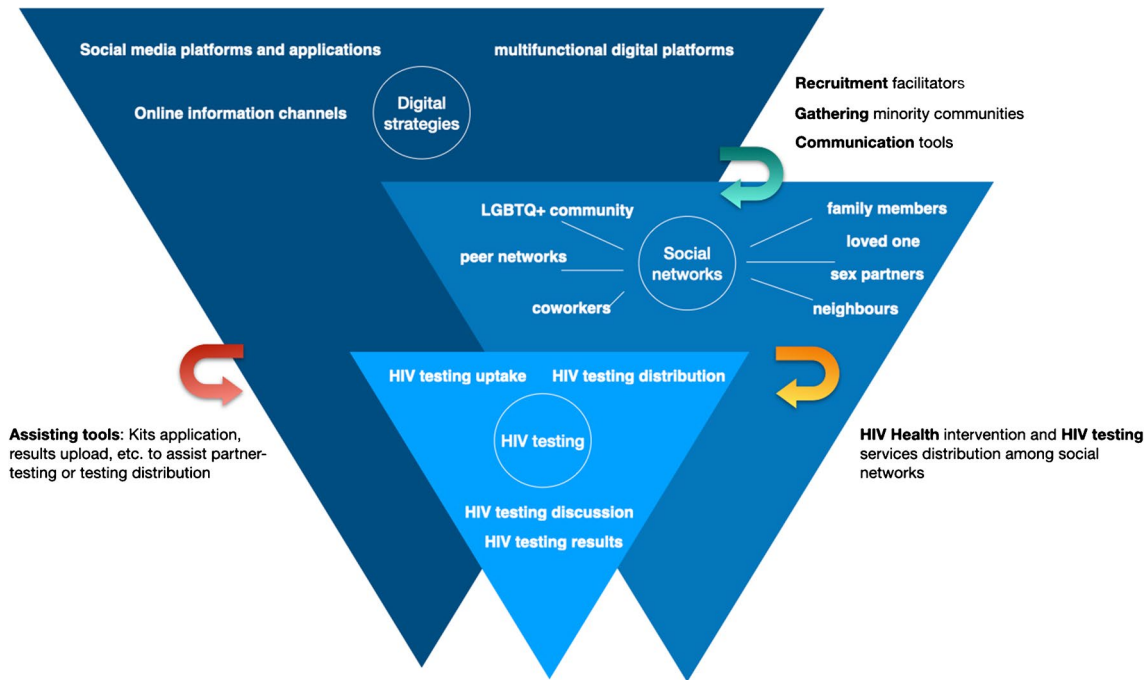 Social media platforms and applications
multifunctional digital platforms
Online information channels
Digital
strategies
Recruitment facilitators
Gathering minority communities
Communication tools
LGBTQ+ community
peer networks
coworkers
Social
networks
family members
loved one
sex partners
neighbours
HIV testing uptake
HIV testing distribution
HIV testing
HIV testing discussion
HIV testing results
Assisting tools: Kits application,
results upload, etc. to assist partner-
testing or testing distribution
HIV Health intervention and HIV testing
services distribution among social
networks